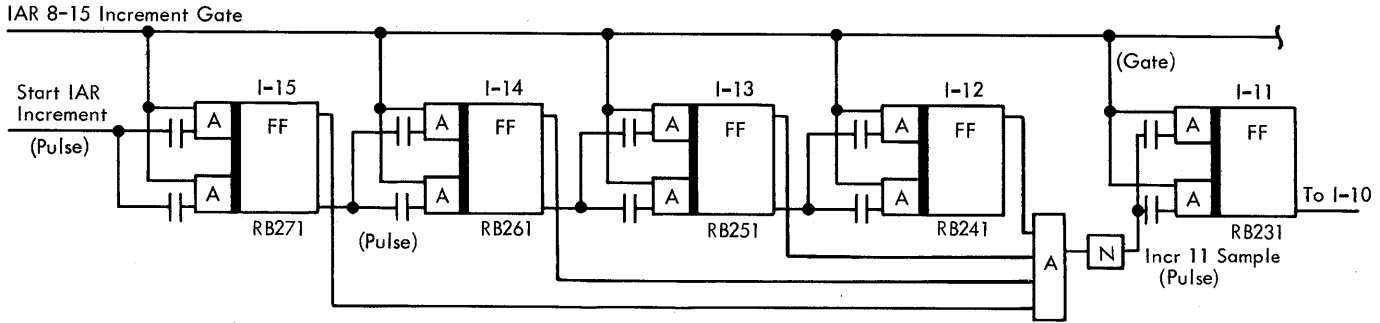 IAR 8-15 Increment Gate
(Gate)
Start IAR
Increment
(Pulse)
I-15
I-14
I-13
I-12
I-11
A
FF
A
FF
A
FF
A
FF
A
FF
A
A
A
A
A
To I-10
RB271
RB261
RB251
RB241
RB231
(Pulse)
A
N
Incr 11 Sample
(Pulse)